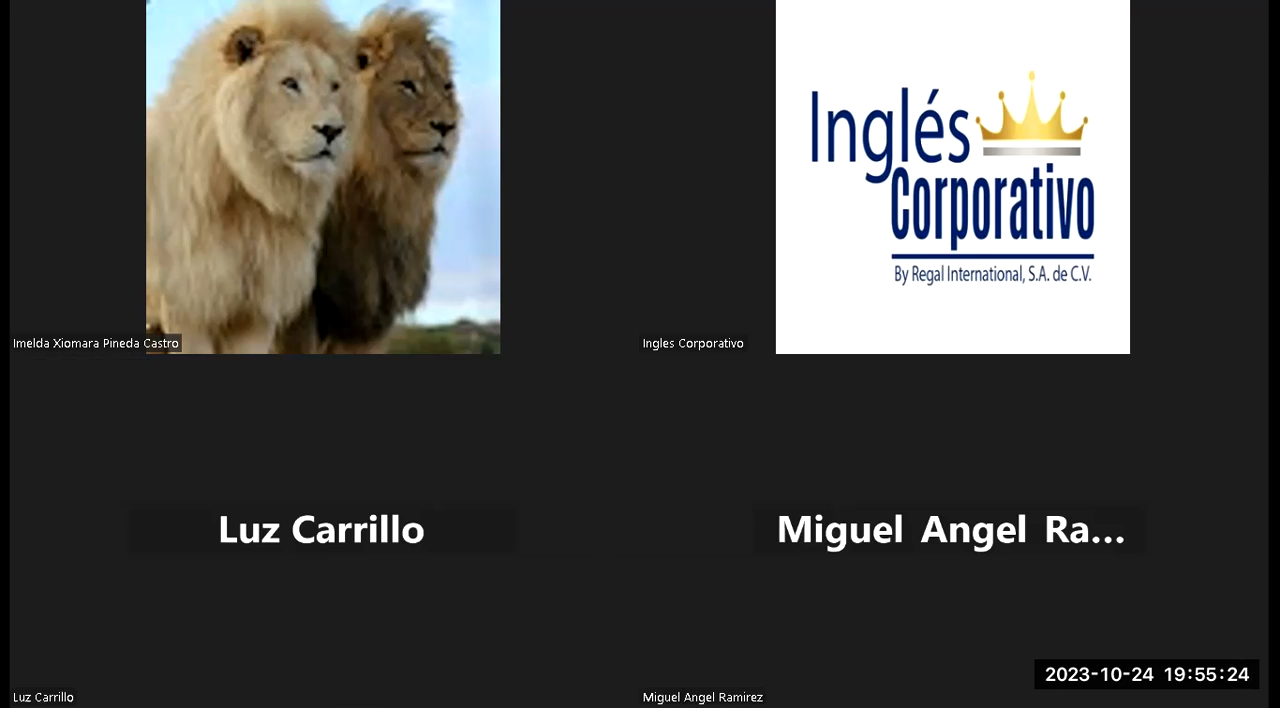 Inglés
Corporativo
By Regal International, S.A. de C.V.
Imelda Xiomara Pineda Castro
Ingles Corporativo
Luz Carrillo
Miguel Angel Ra...
2023-10-24 19:55:24
Luz Carrillo
Miguel Angel Ramirez